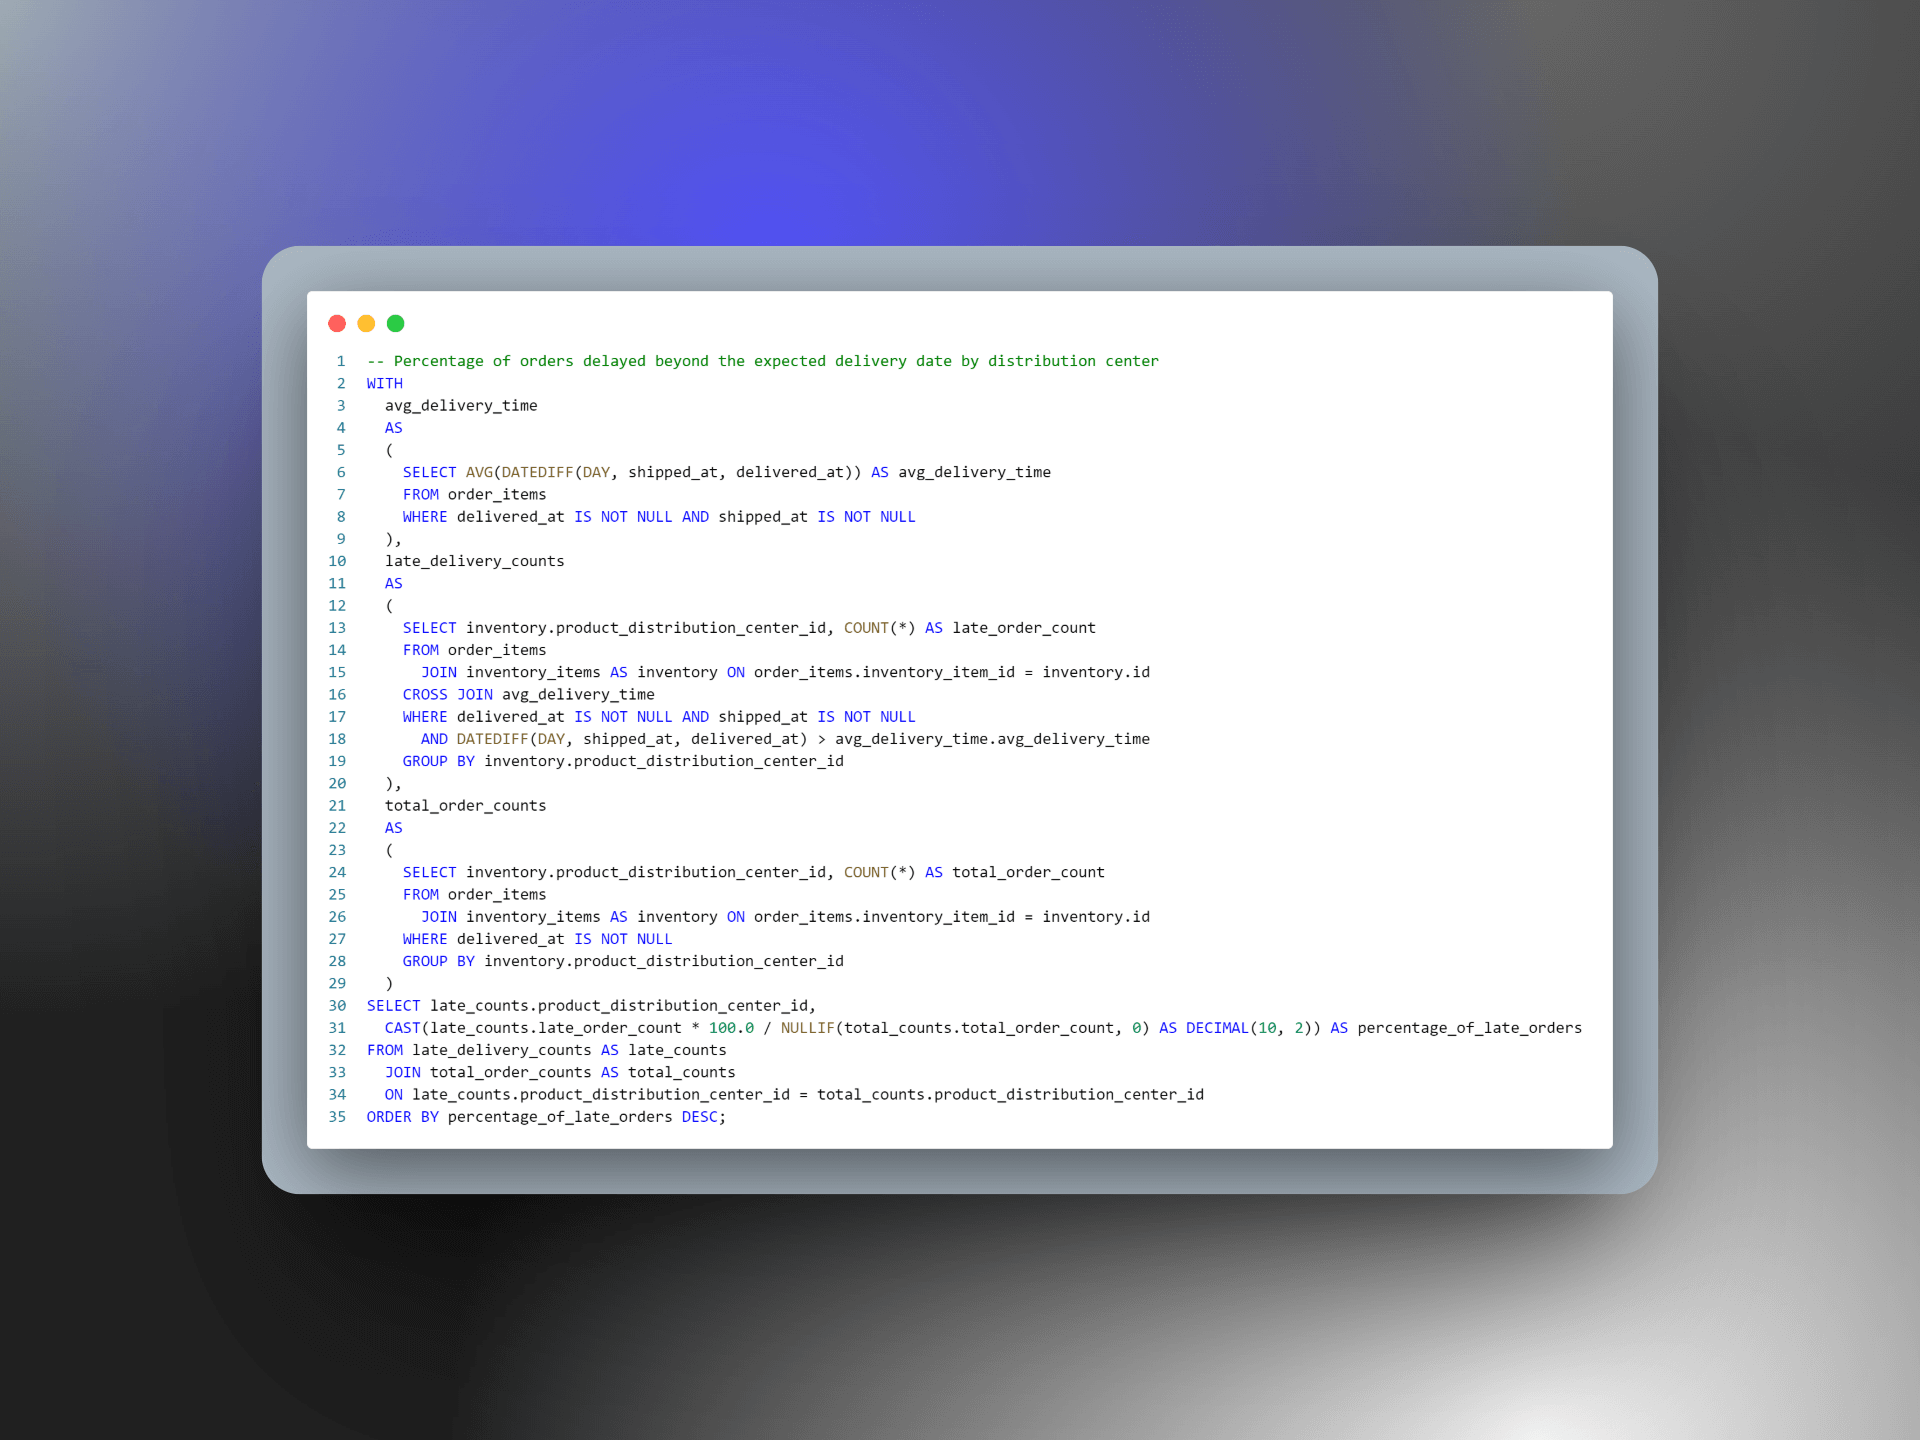 1 -- Percentage of orders delayed beyond the expected delivery date by distribution center
2 WITH
3   avg_delivery_time
4   AS
5   (
6     SELECT AVG(DATEDIFF(DAY, shipped_at, delivered_at)) AS avg_delivery_time
7     FROM order_items
8     WHERE delivered_at IS NOT NULL AND shipped_at IS NOT NULL
9   ),
10   late_delivery_counts
11   AS
12   (
13     SELECT inventory.product_distribution_center_id, COUNT(*) AS late_order_count
14     FROM order_items
15       JOIN inventory_items AS inventory ON order_items.inventory_item_id = inventory.id
16     CROSS JOIN avg_delivery_time
17     WHERE delivered_at IS NOT NULL AND shipped_at IS NOT NULL
18       AND DATEDIFF(DAY, shipped_at, delivered_at) > avg_delivery_time.avg_delivery_time
19     GROUP BY inventory.product_distribution_center_id
20   ),
21   total_order_counts
22   AS
23   (
24     SELECT inventory.product_distribution_center_id, COUNT(*) AS total_order_count
25     FROM order_items
26       JOIN inventory_items AS inventory ON order_items.inventory_item_id = inventory.id
27     WHERE delivered_at IS NOT NULL
28     GROUP BY inventory.product_distribution_center_id
29   )
30 SELECT late_counts.product_distribution_center_id,
31   CAST(late_counts.late_order_count * 100.0 / NULLIF(total_counts.total_order_count, 0) AS DECIMAL(10, 2)) AS percentage_of_late_orders
32 FROM late_delivery_counts AS late_counts
33   JOIN total_order_counts AS total_counts
34   ON late_counts.product_distribution_center_id = total_counts.product_distribution_center_id
35 ORDER BY percentage_of_late_orders DESC;